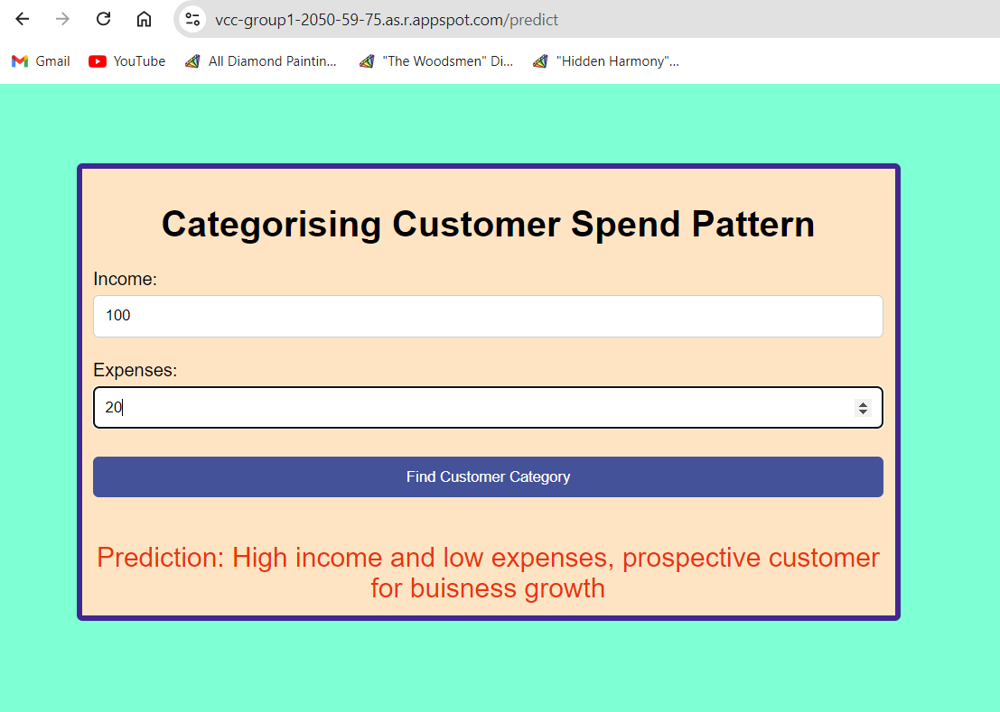 vcc-group1-2050-59-75.as.r.appspot.com/predict
Gmail YouTube All Diamond Paintin... "The Woodsmen" Di... "Hidden Harmony"...
Categorising Customer Spend Pattern
Income:
100
Expenses:
20
Find Customer Category
Prediction: High income and low expenses, prospective customer
for buisness growth